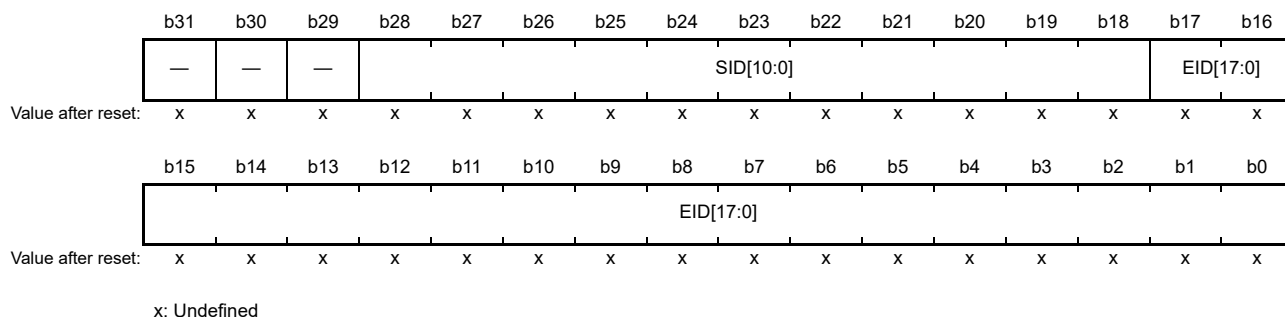 b31 b30 b29 b28 b27 b26 b25 b24 b23 b22 b21 b20 b19 b18 b17 b16
— — — SID[10:0] EID[17:0]
Value after reset: x x x x x x x x x x x x x x x x
b15 b14 b13 b12 b11 b10 b9 b8 b7 b6 b5 b4 b3 b2 b1 b0
EID[17:0]
Value after reset: x x x x x x x x x x x x x x x x
x: Undefined